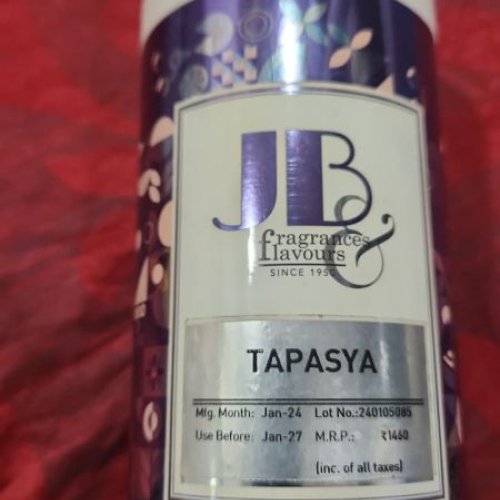 JB
fragrances &
flavours
SINCE 1950
TAPASYA
Mfg. Month: Jan-24 Lot No.:240105085
Use Before: Jan-27 M.R.P.: ₹1460
(inc. of all taxes)